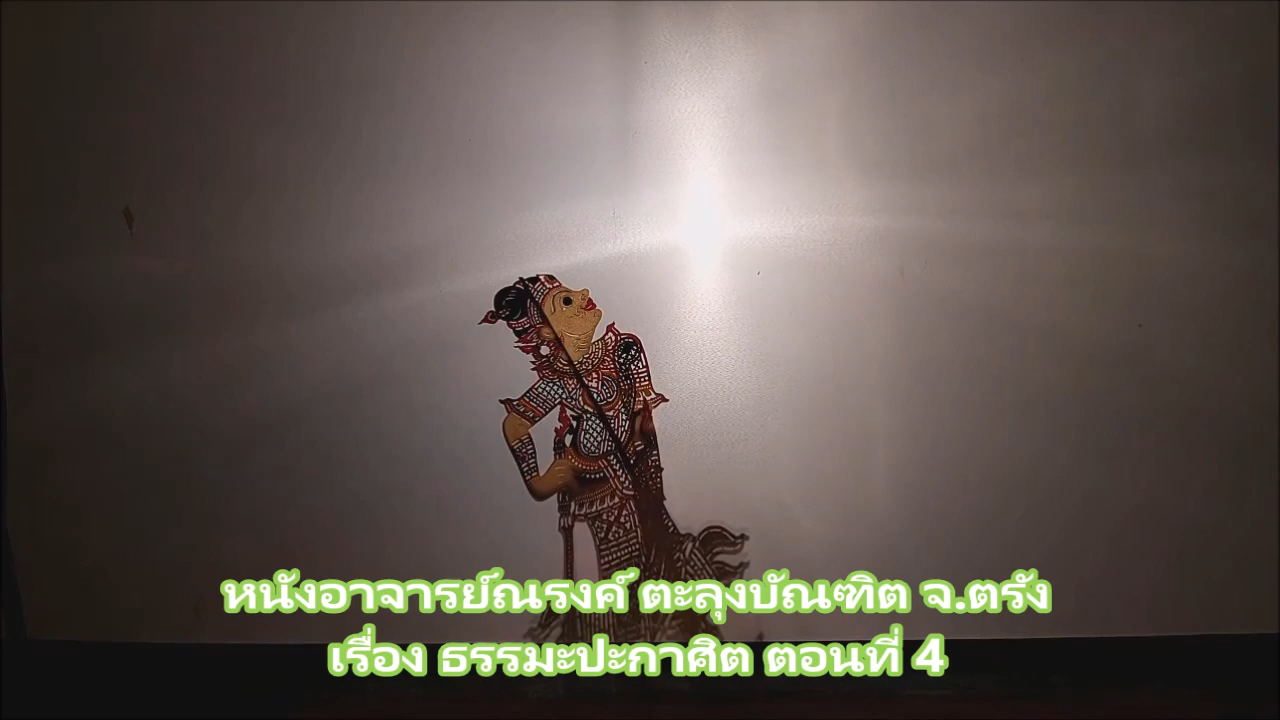 หนังอาจารย์ณรงค์ ตะลุงบัณฑิต จ.ตรัง
เรื่อง ธรรมะปะกาศิต ตอนที่ 4